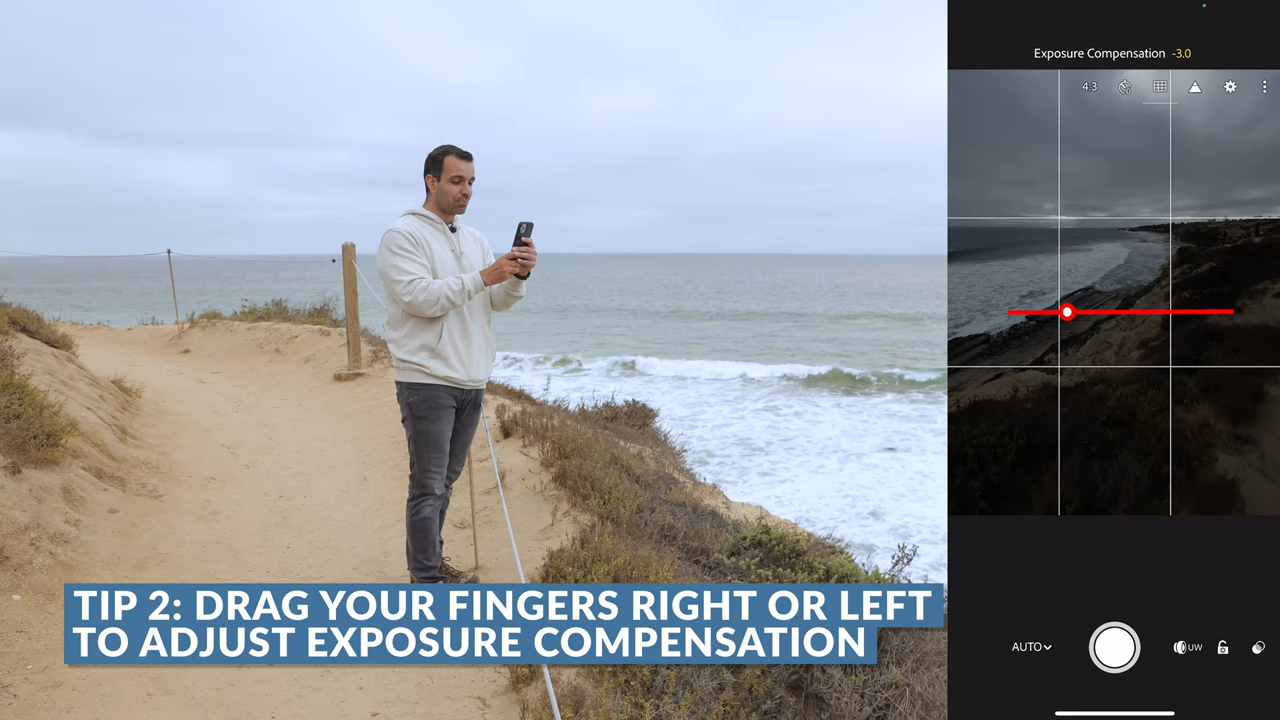 Exposure Compensation -3.0
4:3
TIP 2: DRAG YOUR FINGERS RIGHT OR LEFT
TO ADJUST EXPOSURE COMPENSATION
AUTO
UW